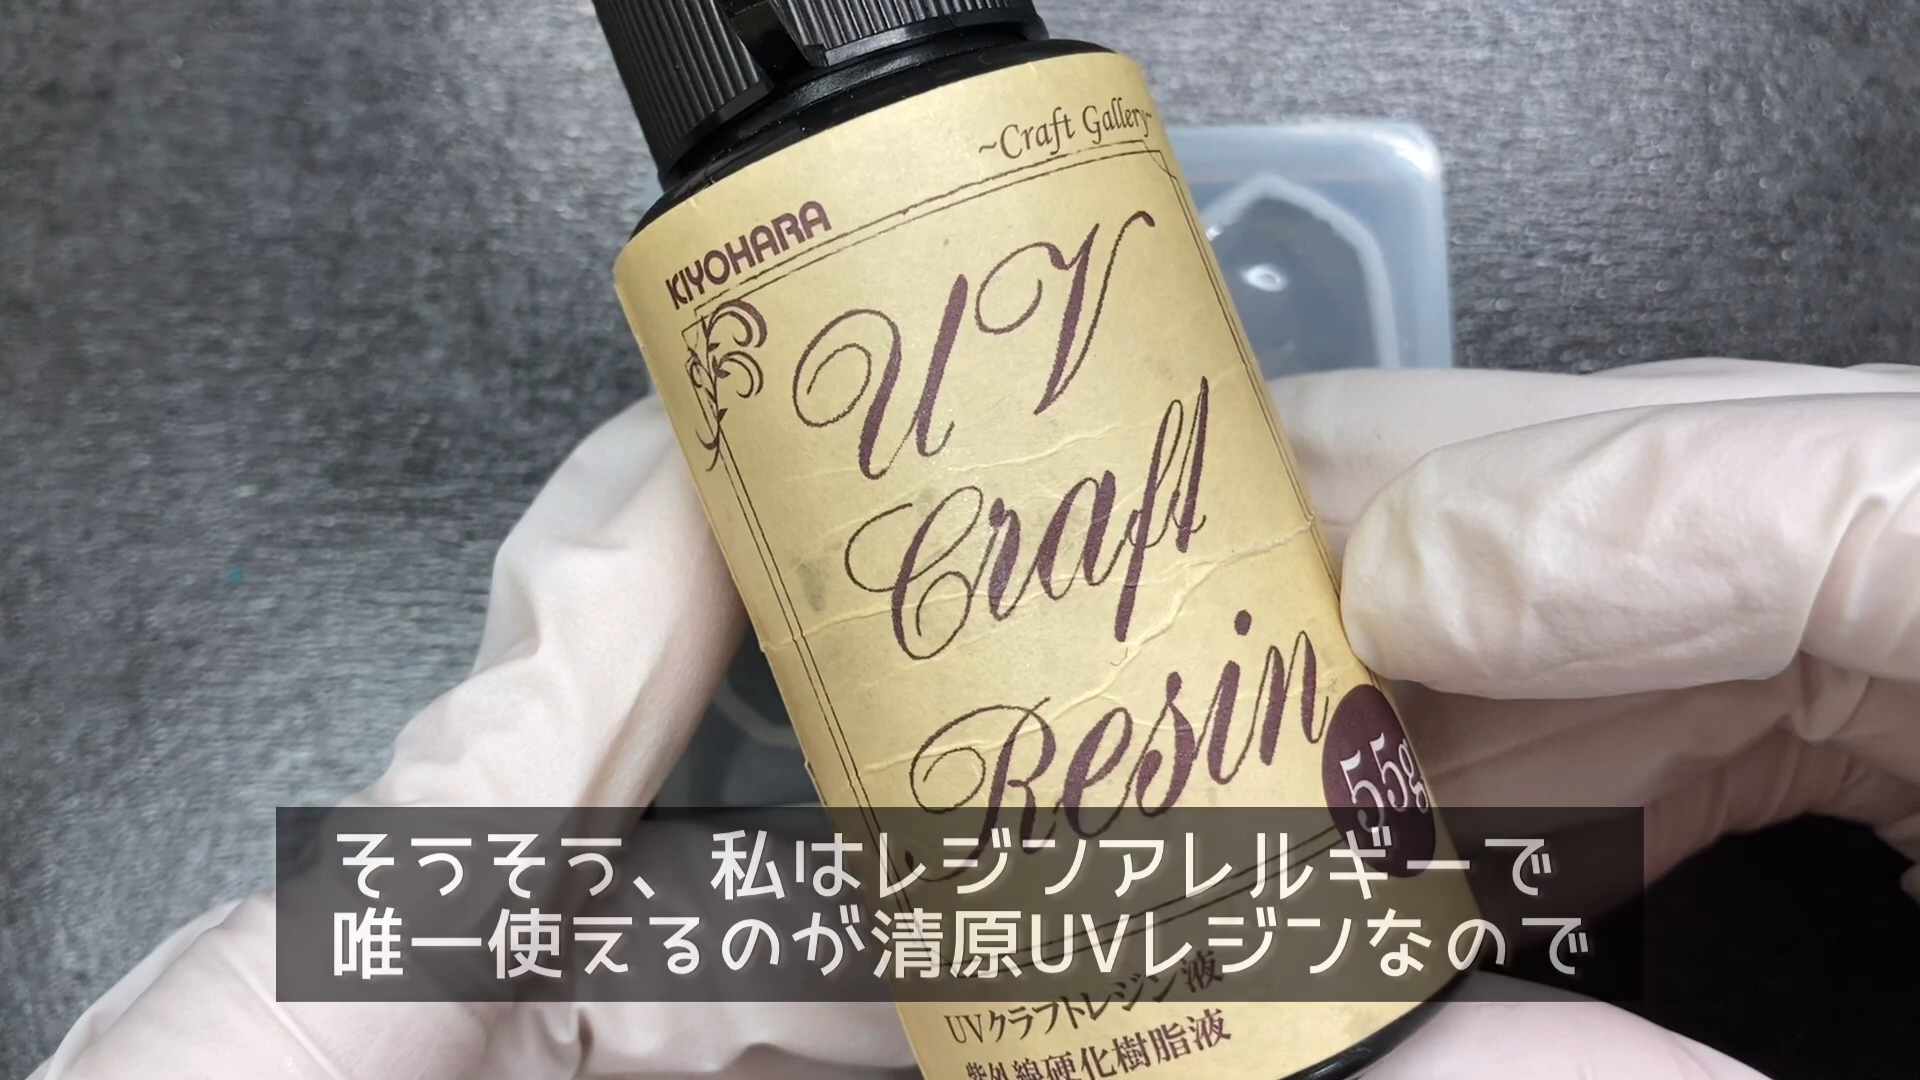 ~Craft Gallery~
KIYOHARA
UV
Craft
Resin
55g
そうそう、私はレジンアレルギーで
唯一使えるのが清原UVレジンなので
UVクラフトレジン液
紫外線硬化樹脂液